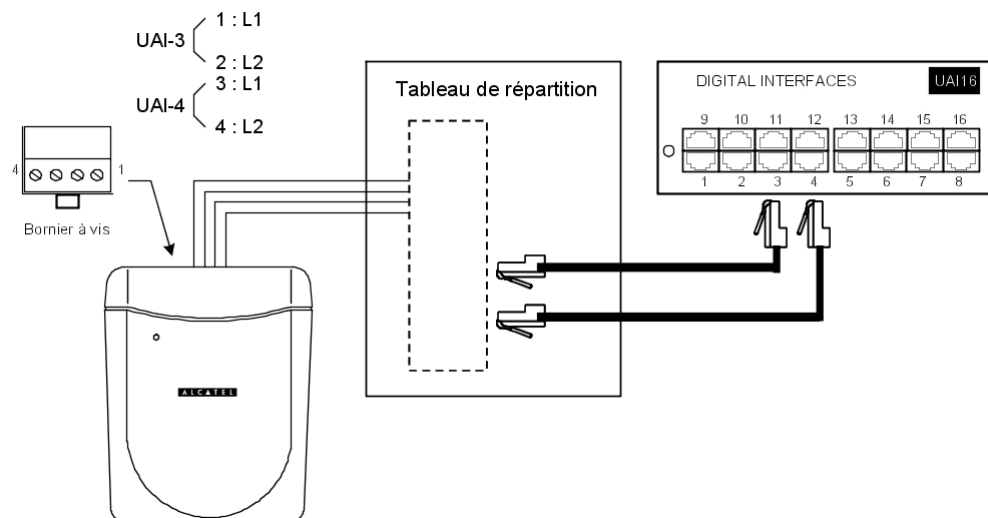 1 : L1
UAI-3
2 : L2
3 : L1
UAI-4
4 : L2
Tableau de répartition
DIGITAL INTERFACES UAI16
9 10 11 12 13 14 15 16
1 2 3 4 5 6 7 8
4 1
Bornier à vis
ALCATEL